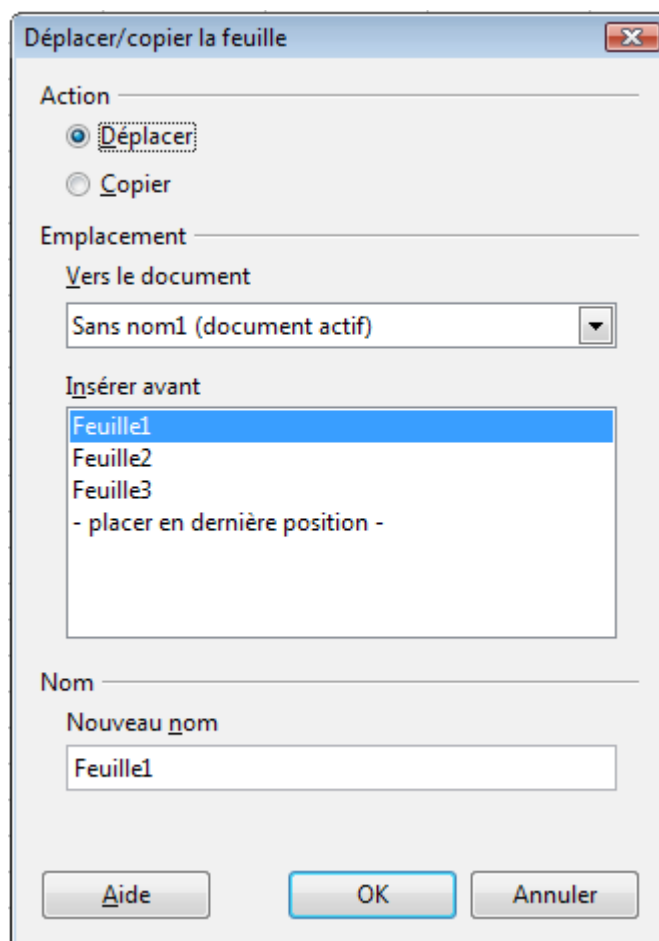 Déplacer/copier la feuille
Action
Déplacer
Copier
Emplacement
Vers le document
Sans nom1 (document actif)
Insérer avant
Feuille1
Feuille2
Feuille3
- placer en dernière position -
Nom
Nouveau nom
Feuille1
Aide OK Annuler